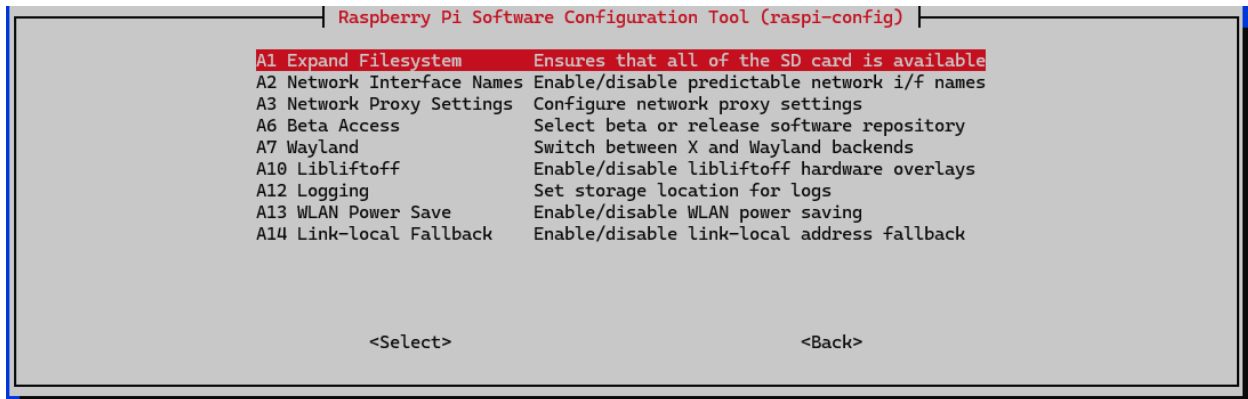 Raspberry Pi Software Configuration Tool (raspi-config)
A1 Expand Filesystem Ensures that all of the SD card is available
A2 Network Interface Names Enable/disable predictable network i/f names
A3 Network Proxy Settings Configure network proxy settings
A6 Beta Access Select beta or release software repository
A7 Wayland Switch between X and Wayland backends
A10 Libliftoff Enable/disable libliftoff hardware overlays
A12 Logging Set storage location for logs
A13 WLAN Power Save Enable/disable WLAN power saving
A14 Link-local Fallback Enable/disable link-local address fallback
<Select> <Back>